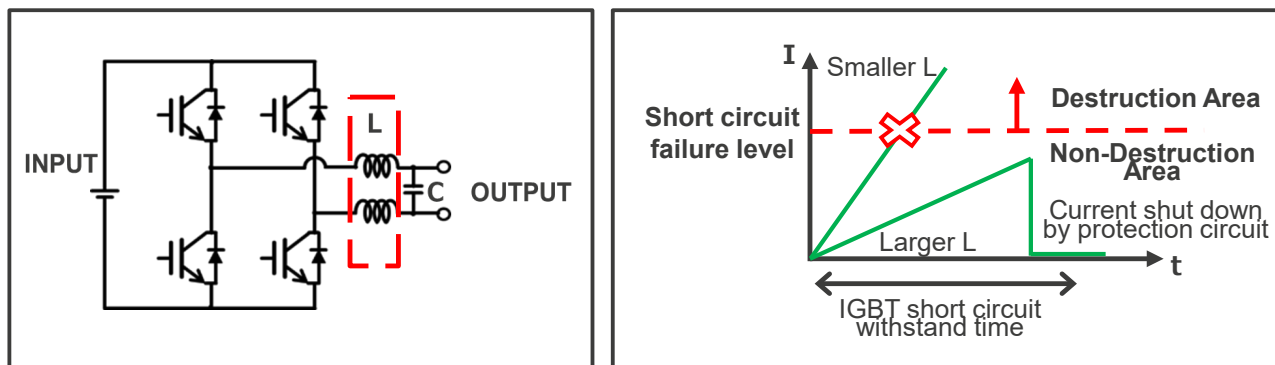 INPUT
L
C
OUTPUT
I
Smaller L
Short circuit
failure level
Destruction Area
Non-Destruction
Area
Current shut down
by protection circuit
Larger L
t
IGBT short circuit
withstand time